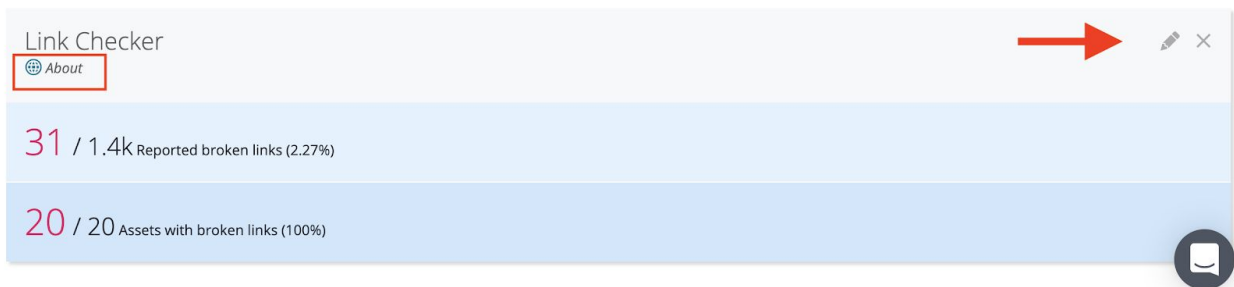 Link Checker
About
31 / 1.4k Reported broken links (2.27%)
20 / 20 Assets with broken links (100%)